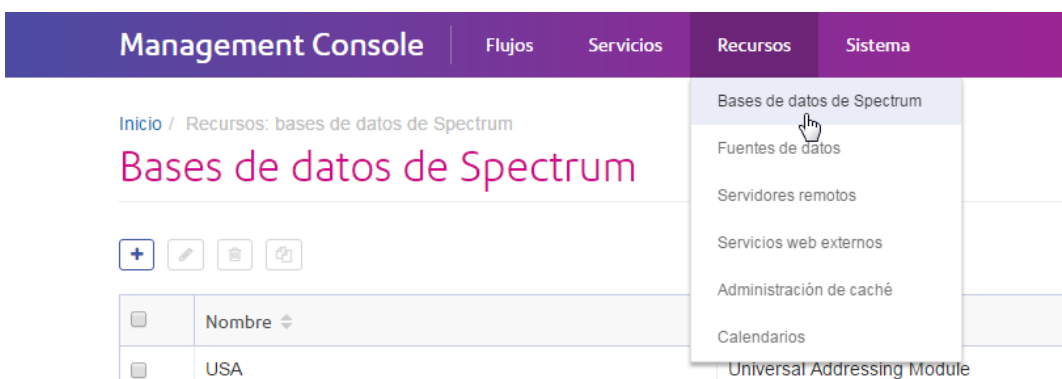 Management Console Flujos Servicios Recursos Sistema
Bases de datos de Spectrum
Fuentes de datos
Servidores remotos
Servicios web externos
Administración de caché
Calendarios
Inicio / Recursos: bases de datos de Spectrum
Bases de datos de Spectrum
Nombre
USA Universal Addressing Module